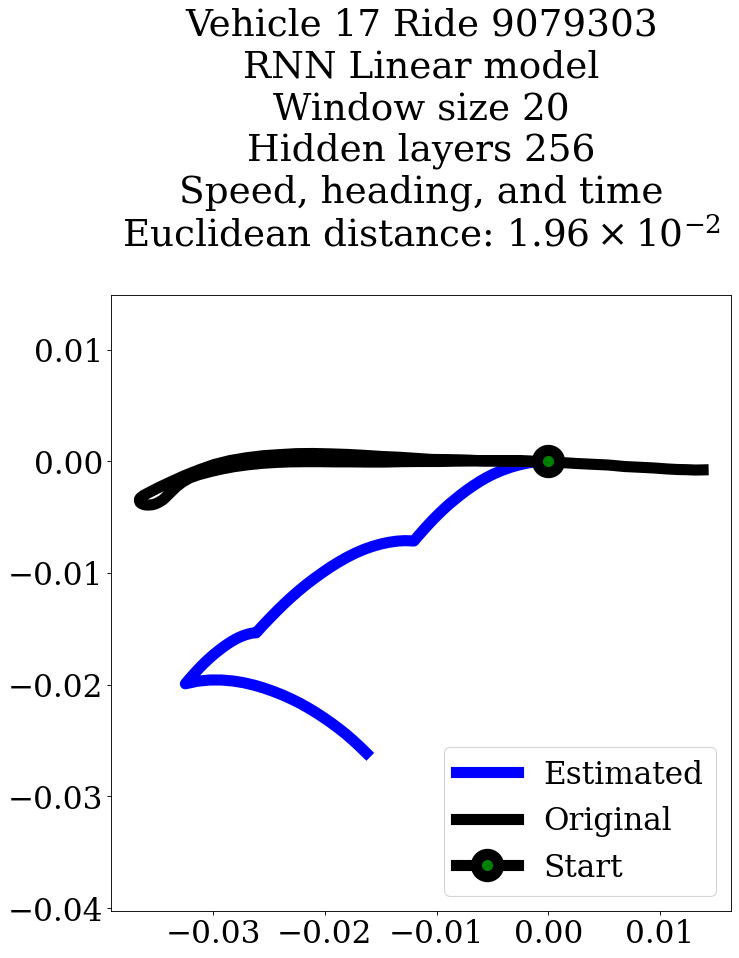 Vehicle 17 Ride 9079303
RNN Linear model
Window size 20
Hidden layers 256
Speed, heading, and time
Euclidean distance: 1.96 × 10⁻²
0.01
0.00
−0.01
−0.02
−0.03
−0.04
−0.03 −0.02 −0.01 0.00 0.01
Estimated
Original
Start